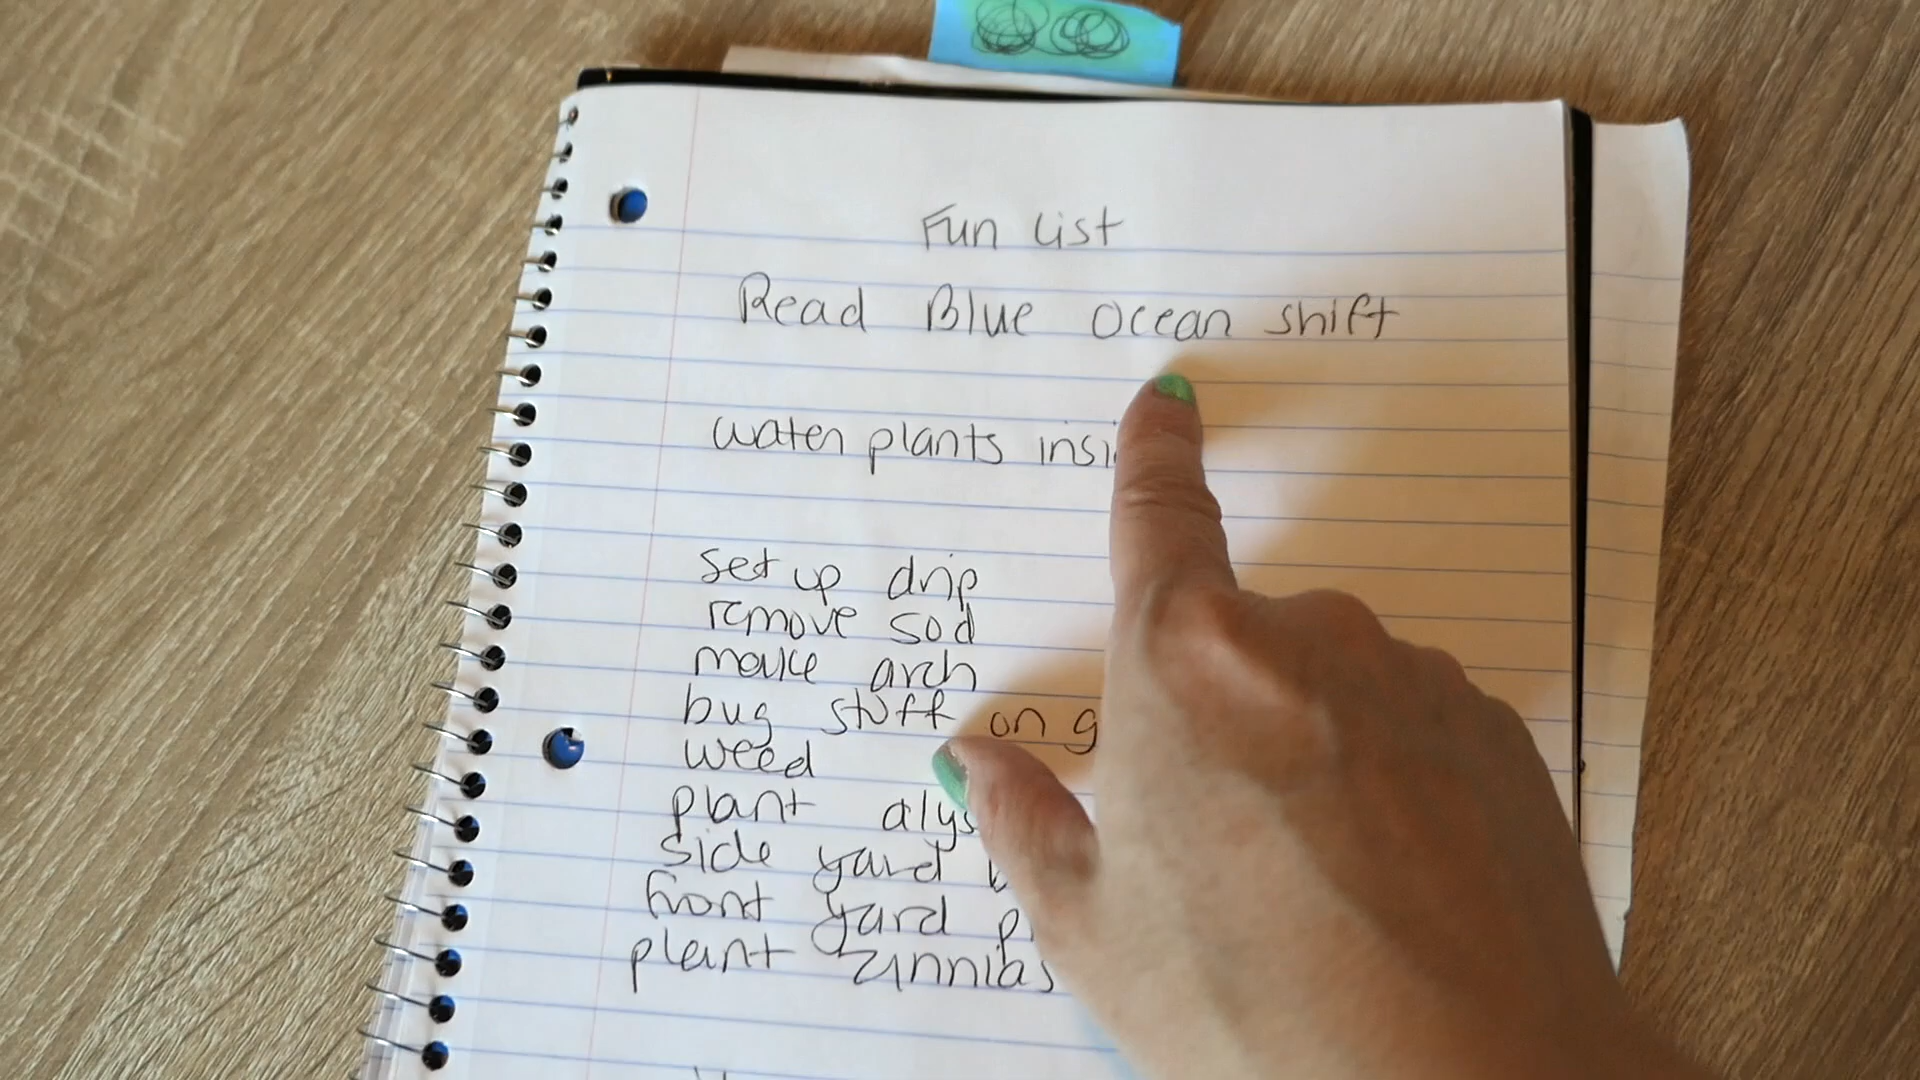 Fun List
Read Blue Ocean shift
water plants insi
set up drip
remove sod
make arch
bug stuff on g
weed
plant alys
side yard
front yard p
plant zinnias